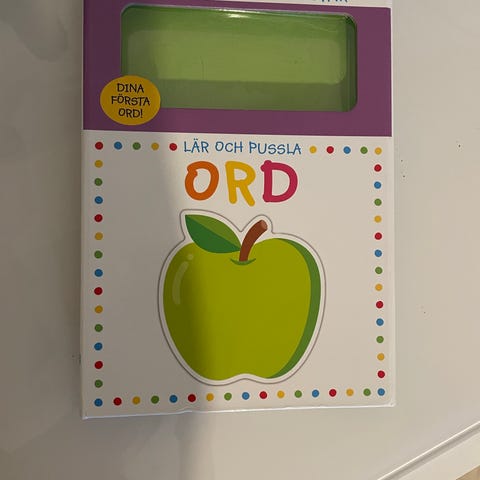 DINA
FÖRSTA
ORD!
LÄR OCH PUSSLA
ORD